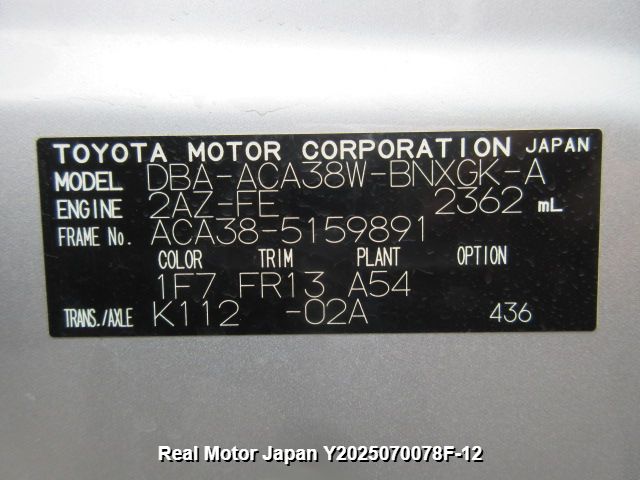 TOYOTA MOTOR CORPORATION JAPAN
MODEL DBA-ACA38W-BNXGK-A
ENGINE 2AZ-FE 2362 mL
FRAME No. ACA38-5159891
COLOR TRIM PLANT OPTION
1F7 FR13 A54
TRANS./AXLE K112 -02A 436
Real Motor Japan Y2025070078F-12